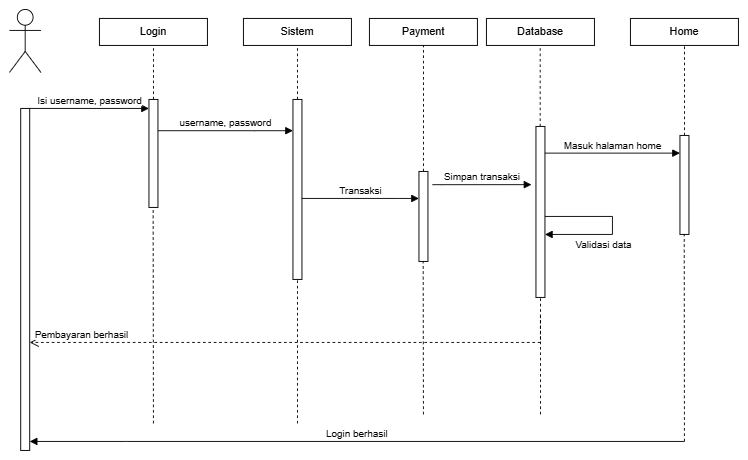 Login
Sistem
Payment
Database
Home
Isi username, password
username, password
Masuk halaman home
Simpan transaksi
Transaksi
Validasi data
Pembayaran berhasil
Login berhasil